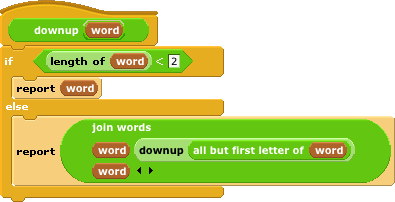 downup word
if length of word < 2
report word
else
join words
word downup all but first letter of word
report
word